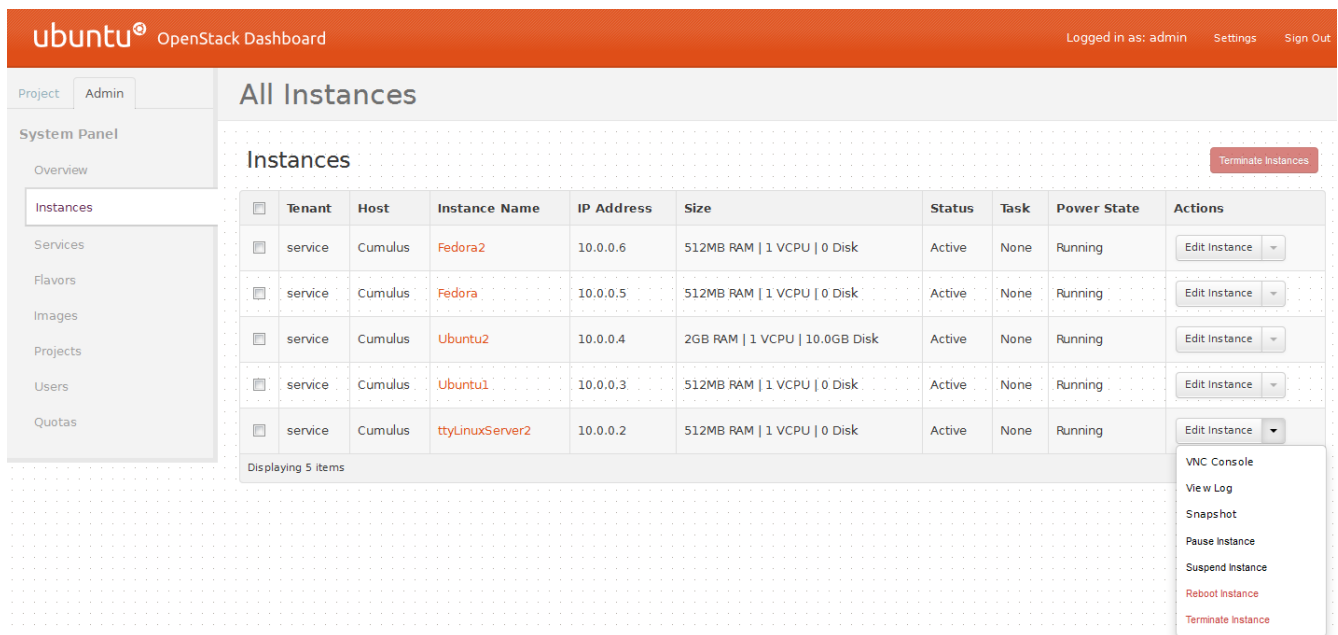 ubuntu OpenStack Dashboard Logged in as: admin Settings Sign Out
Project Admin
All Instances
System Panel
Overview
Instances
Services
Flavors
Images
Projects
Users
Quotas
Instances
Terminate Instances
Tenant Host Instance Name IP Address Size Status Task Power State Actions
service Cumulus Fedora2 10.0.0.6 512MB RAM | 1 VCPU | 0 Disk Active None Running Edit Instance
service Cumulus Fedora 10.0.0.5 512MB RAM | 1 VCPU | 0 Disk Active None Running Edit Instance
service Cumulus Ubuntu2 10.0.0.4 2GB RAM | 1 VCPU | 10.0GB Disk Active None Running Edit Instance
service Cumulus Ubuntu1 10.0.0.3 512MB RAM | 1 VCPU | 0 Disk Active None Running Edit Instance
service Cumulus ttyLinuxServer2 10.0.0.2 512MB RAM | 1 VCPU | 0 Disk Active None Running Edit Instance
Displaying 5 items
VNC Console
View Log
Snapshot
Pause Instance
Suspend Instance
Reboot Instance
Terminate Instance